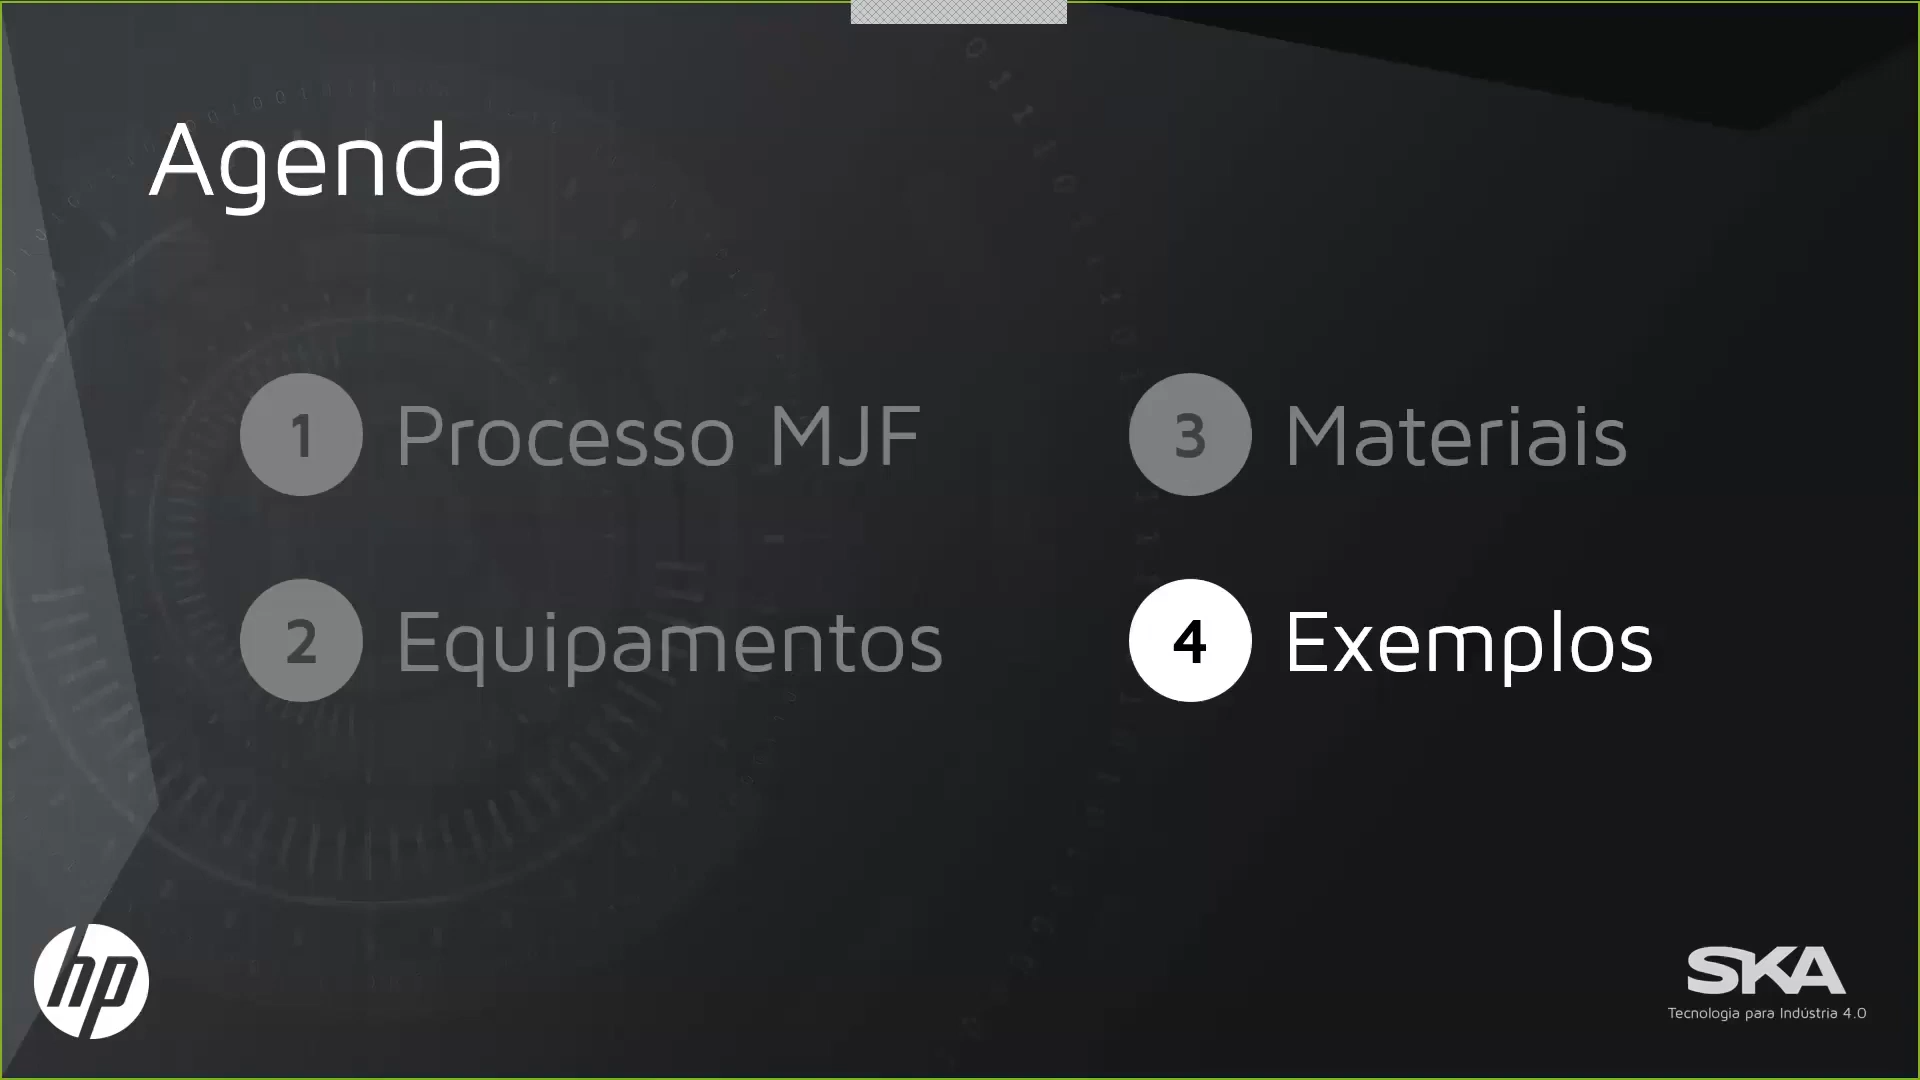 Agenda
1 Processo MJF
2 Equipamentos
3 Materiais
4 Exemplos
hp
SKA
Tecnologia para Indústria 4.0